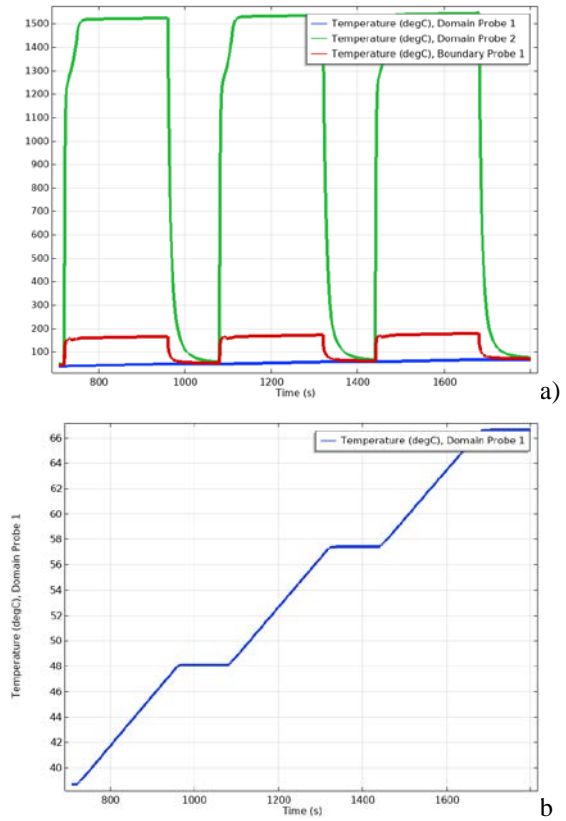 1500
1400
1300
1200
1100
1000
900
800
700
600
500
400
300
200
100
Temperature (degC), Domain Probe 1
Temperature (degC), Domain Probe 2
Temperature (degC), Boundary Probe 1
800 1000 1200 1400 1600
Time (s)
a)
66
64
62
60
58
56
54
52
50
48
46
44
42
40
Temperature (degC), Domain Probe 1
Temperature (degC), Domain Probe 1
800 1000 1200 1400 1600
Time (s)
b